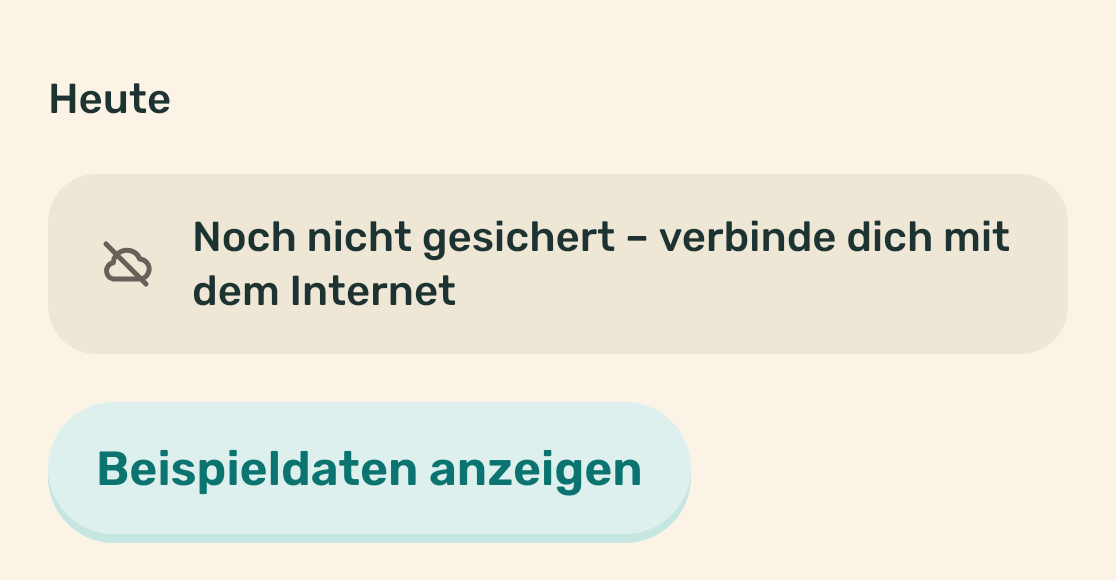 Heute
Noch nicht gesichert – verbinde dich mit
dem Internet
Beispieldaten anzeigen